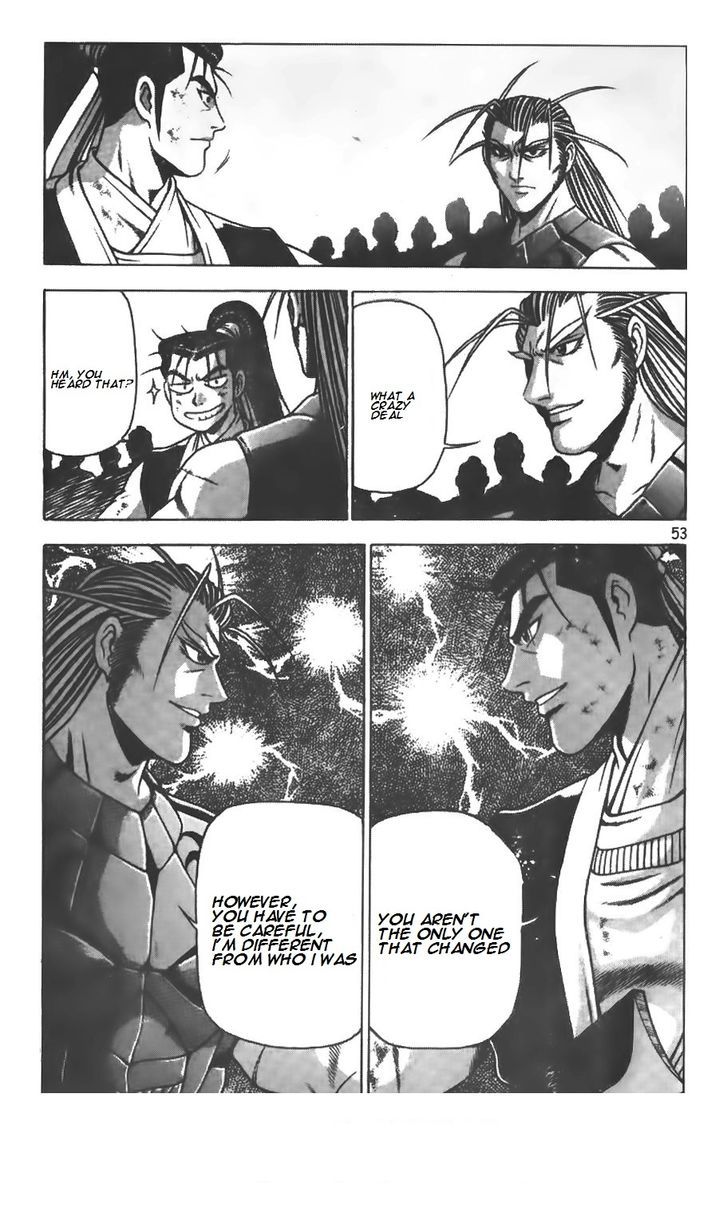 HM, YOU
HEARD THAT?
WHAT A
CRAZY
DEAL
53
HOWEVER,
YOU HAVE TO
BE CAREFUL,
I'M DIFFERENT
FROM WHO I WAS
YOU AREN'T
THE ONLY ONE
THAT CHANGED